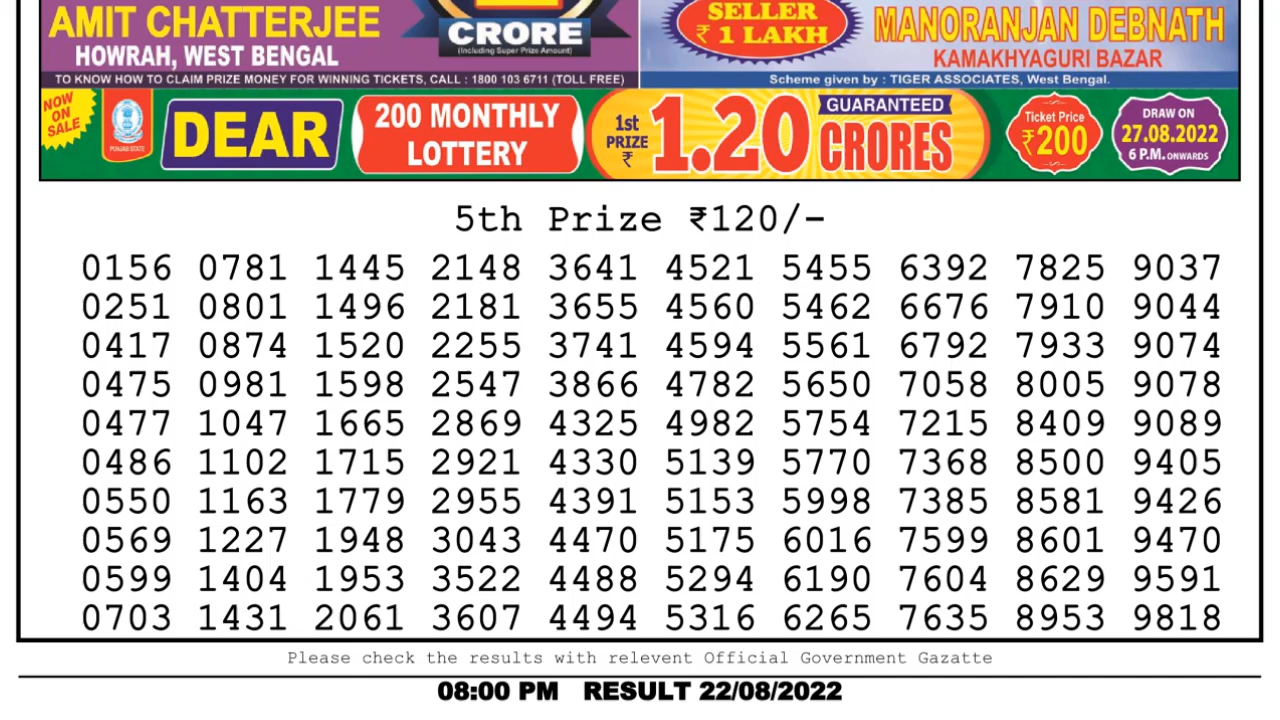 AMIT CHATTERJEE
HOWRAH, WEST BENGAL
CRORE
(Including Super Prize Amount)
TO KNOW HOW TO CLAIM PRIZE MONEY FOR WINNING TICKETS, CALL : 1800 103 6711 (TOLL FREE)
SELLER
₹ 1 LAKH
MANORANJAN DEBNATH
KAMAKHYAGURI BAZAR
Scheme given by : TIGER ASSOCIATES, West Bengal.
NOW
ON
SALE
PUNJAB STATE
DEAR
200 MONTHLY
LOTTERY
1st
PRIZE
₹
1.20
GUARANTEED
CRORES
Ticket Price
₹200
DRAW ON
27.08.2022
6 P.M. ONWARDS
5th Prize ₹120/-
0156 0781 1445 2148 3641 4521 5455 6392 7825 9037
0251 0801 1496 2181 3655 4560 5462 6676 7910 9044
0417 0874 1520 2255 3741 4594 5561 6792 7933 9074
0475 0981 1598 2547 3866 4782 5650 7058 8005 9078
0477 1047 1665 2869 4325 4982 5754 7215 8409 9089
0486 1102 1715 2921 4330 5139 5770 7368 8500 9405
0550 1163 1779 2955 4391 5153 5998 7385 8581 9426
0569 1227 1948 3043 4470 5175 6016 7599 8601 9470
0599 1404 1953 3522 4488 5294 6190 7604 8629 9591
0703 1431 2061 3607 4494 5316 6265 7635 8953 9818
Please check the results with relevent Official Government Gazatte
08:00 PM RESULT 22/08/2022